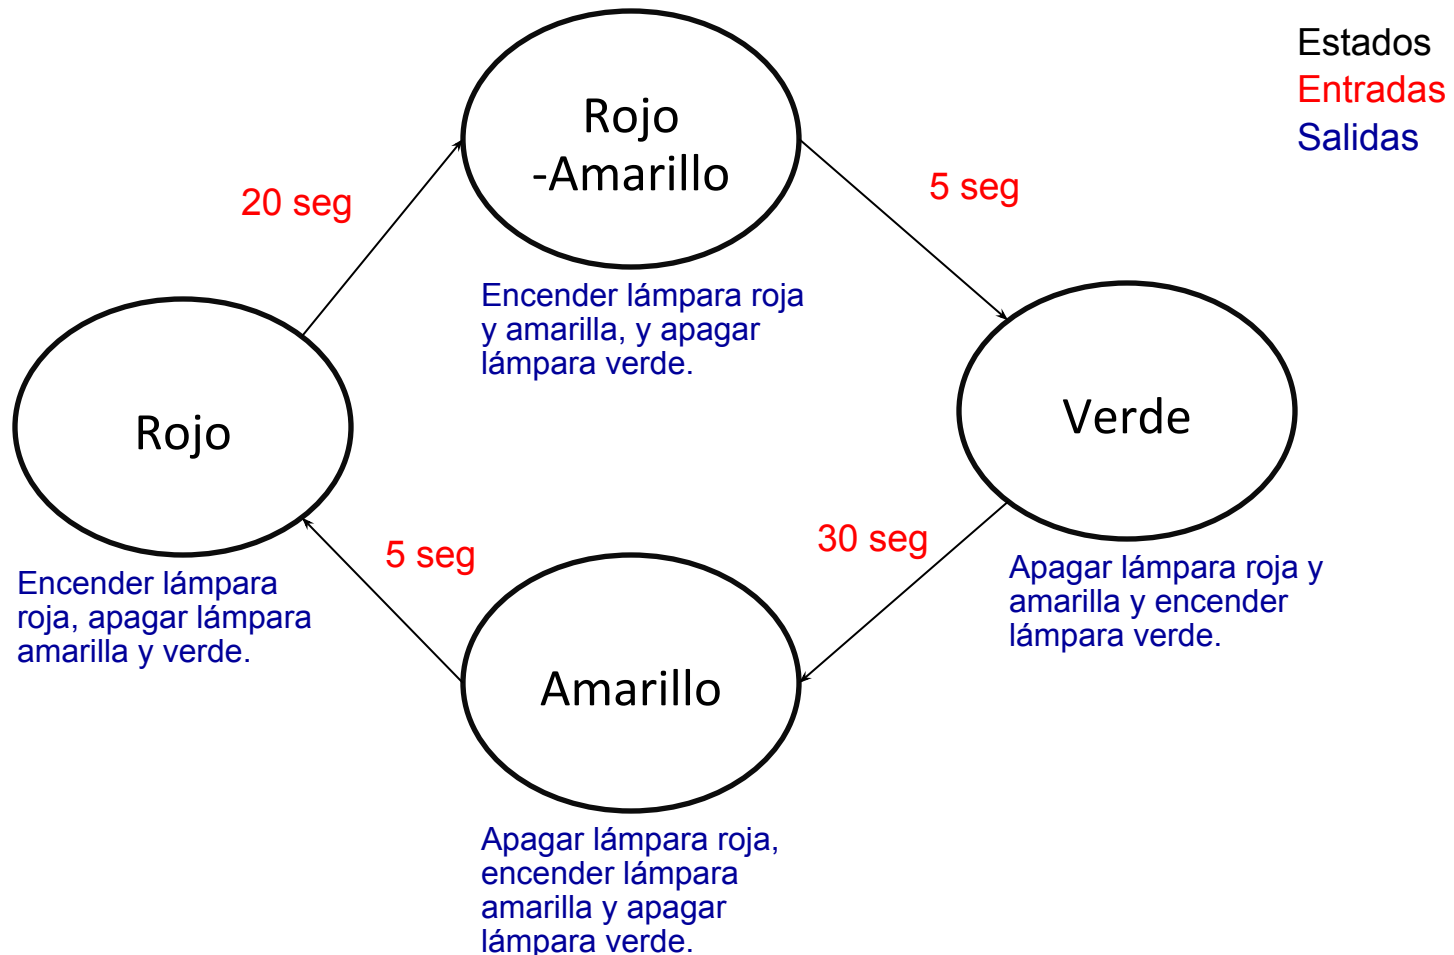 Estados
Entradas
Salidas
Rojo
-Amarillo
20 seg
5 seg
Encender lámpara roja
y amarilla, y apagar
lámpara verde.
Rojo
Verde
5 seg
30 seg
Encender lámpara
roja, apagar lámpara
amarilla y verde.
Apagar lámpara roja y
amarilla y encender
lámpara verde.
Amarillo
Apagar lámpara roja,
encender lámpara
amarilla y apagar
lámpara verde.